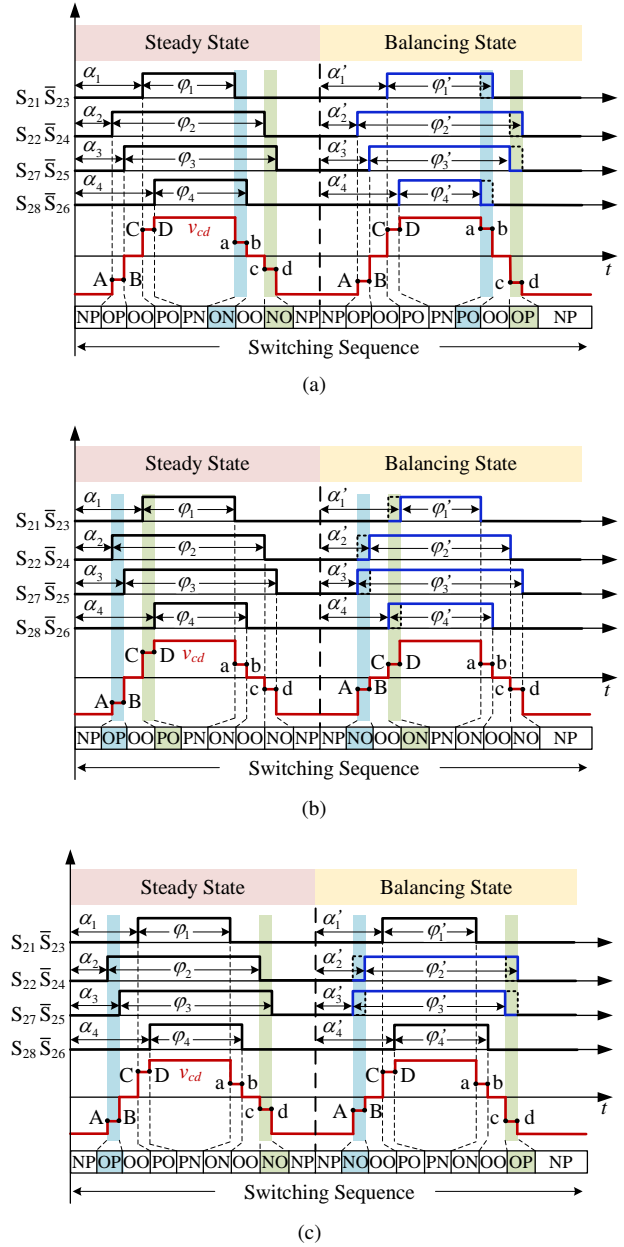 Steady State Balancing State
α1 φ1 α1' φ1'
S21 S̄23
α2 φ2 α2' φ2'
S22 S̄24
α3 φ3 α3' φ3'
S27 S̄25
α4 φ4 α4' φ4'
S28 S̄26
C D vcd a b C D a b
t
A B c d A B c d
NP OP OO PO PN ON OO NO NP NP OP OO PO PN PO OO OP NP
Switching Sequence
(a)
Steady State Balancing State
α1 φ1 α1' φ1'
S21 S̄23
α2 φ2 α2' φ2'
S22 S̄24
α3 φ3 α3' φ3'
S27 S̄25
α4 φ4 α4' φ4'
S28 S̄26
C D vcd a b C D a b
t
A B c d A B c d
NP OP OO PO PN ON OO NO NP NP NO OO ON PN ON OO NO NP
Switching Sequence
(b)
Steady State Balancing State
α1 φ1 α1' φ1'
S21 S̄23
α2 φ2 α2' φ2'
S22 S̄24
α3 φ3 α3' φ3'
S27 S̄25
α4 φ4 α4' φ4'
S28 S̄26
C D vcd a b C D a b
t
A B c d A B c d
NP OP OO PO PN ON OO NO NP NP NO OO PO PN ON OO OP NP
Switching Sequence
(c)